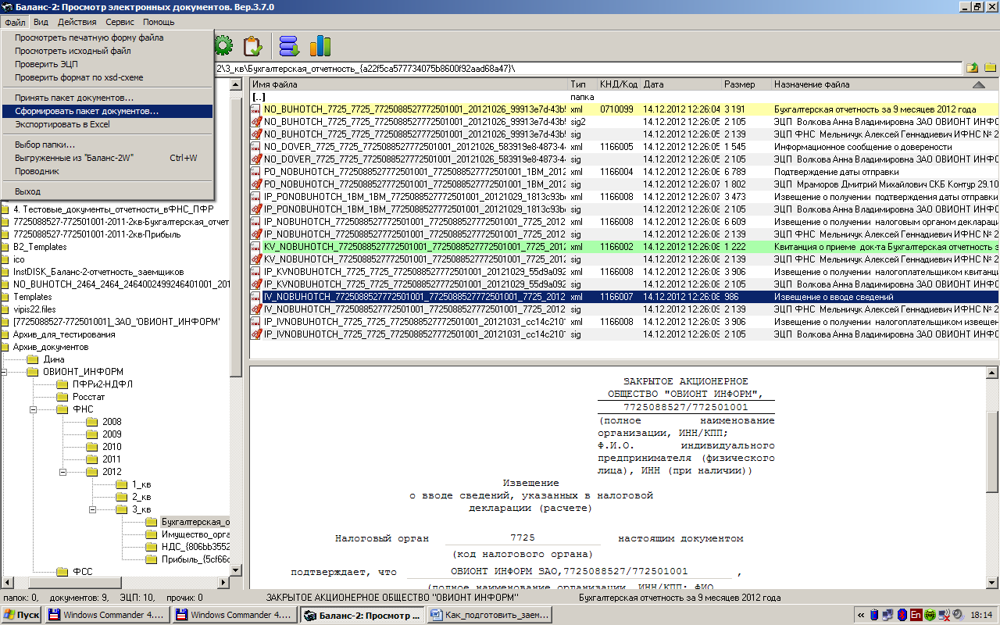 Баланс-2: Просмотр электронных документов. Вер.3.7.0
Файл Вид Действия Сервис Помощь
Просмотреть печатную форму файла
Просмотреть исходный файл
Проверить ЭЦП
Проверить формат по xsd-схеме
Принять пакет документов...
Сформировать пакет документов...
Экспортировать в Excel
Выбор папки...
Выгруженные из "Баланс-2W" Ctrl+W
Проводник
Выход
2\3_кв\Бухгалтерская_отчетность_{a22f5ca577734075b8600f92aad68a47}\
4. Тестовые_документы_отчетности_вФНС_ПФР
7725088527-772501001-2011-2кв-Бухгалтерская_отчет
7725088527-772501001-2011-2кв-Прибыль
B2_Templates
ico
InstDISK_Баланс-2-отчетность_заемщиков
NO_BUHOTCH_2464_2464_2464002499246401001_201
Templates
vipis22.files
[7725088527-772501001]_ЗАО_'ОВИОНТ_ИНФОРМ'
Архив_для_тестирования
Архив_документов
Дина
ОВИОНТ_ИНФОРМ
ПФРи2-НДФЛ
Росстат
ФНС
2008
2009
2010
2011
2012
1_кв
2_кв
3_кв
Бухгалтерская_о
Имущество_орга
НДС_{806bb3552
Прибыль_{5cf66c
ФСС
Имя файла Тип КНД/Код Дата Размер Назначение файла
[..] папка
NO_BUHOTCH_7725_7725_7725088527772501001_20121026_99913e7d-43b5 xml 0710099 14.12.2012 12:26:04 3 191 Бухгалтерская отчетность за 9 месяцев 2012 года
NO_BUHOTCH_7725_7725_7725088527772501001_20121026_99913e7d-43b5 sig2 14.12.2012 12:26:05 2 105 ЭЦП Волкова Анна Владимировна ЗАО ОВИОНТ ИНФО
NO_BUHOTCH_7725_7725_7725088527772501001_20121026_99913e7d-43b5 sig 14.12.2012 12:26:05 2 139 ЭЦП ФНС Мельничук Алексей Геннадиевич ИФНС № 2
NO_DOVER_7725_7725_7725088527772501001_20121026_583919e8-4873-4 xml 1166005 14.12.2012 12:26:05 1 545 Информационное сообщение о доверености
NO_DOVER_7725_7725_7725088527772501001_20121026_583919e8-4873-4 sig 14.12.2012 12:26:05 2 105 ЭЦП Волкова Анна Владимировна ЗАО ОВИОНТ ИНФО
PO_NOBUHOTCH_7725088527772501001_7725088527772501001_1BM_2012 xml 1166004 14.12.2012 12:26:06 6 789 Подтверждение даты отправки
PO_NOBUHOTCH_7725088527772501001_7725088527772501001_1BM_2012 sig 14.12.2012 12:26:07 1 802 ЭЦП Мраморов Дмитрий Михайлович СКБ Контур 29.10
IP_PONOBUHOTCH_1BM_1BM_7725088527772501001_20121029_1813c93b xml 1166008 14.12.2012 12:26:07 3 473 Извещение о получении подтверждения даты отправки
IP_PONOBUHOTCH_1BM_1BM_7725088527772501001_20121029_1813c93b sig 14.12.2012 12:26:08 2 105 ЭЦП Волкова Анна Владимировна ЗАО ОВИОНТ ИНФО
IP_NOBUHOTCH_7725088527772501001_7725088527772501001_7725_2012 xml 1166008 14.12.2012 12:26:06 6 609 Извещение о получении налоговым органом деклараци
IP_NOBUHOTCH_7725088527772501001_7725088527772501001_7725_2012 sig 14.12.2012 12:26:06 2 139 ЭЦП ФНС Мельничук Алексей Геннадиевич ИФНС № 2
KV_NOBUHOTCH_7725088527772501001_7725088527772501001_7725_2012 xml 1166002 14.12.2012 12:26:08 1 222 Квитанция о приеме док-та Бухгалтерская отчетность з
KV_NOBUHOTCH_7725088527772501001_7725088527772501001_7725_2012 sig 14.12.2012 12:26:08 2 139 ЭЦП ФНС Мельничук Алексей Геннадиевич ИФНС № 2
IP_KVNOBUHOTCH_7725_7725_7725088527772501001_20121029_55d9a092 xml 1166008 14.12.2012 12:26:08 3 906 Извещение о получении налогоплательщиком квитанц
IP_KVNOBUHOTCH_7725_7725_7725088527772501001_20121029_55d9a092 sig 14.12.2012 12:26:08 2 105 ЭЦП Волкова Анна Владимировна ЗАО ОВИОНТ ИНФО
IV_NOBUHOTCH_7725088527772501001_7725088527772501001_7725_2012 xml 1166007 14.12.2012 12:26:08 986 Извещение о вводе сведений
IV_NOBUHOTCH_7725088527772501001_7725088527772501001_7725_2012 sig 14.12.2012 12:26:09 2 139 ЭЦП ФНС Мельничук Алексей Геннадиевич ИФНС № 2
IP_IVNOBUHOTCH_7725_7725_7725088527772501001_20121031_cc14c210 xml 1166008 14.12.2012 12:26:09 3 906 Извещение о получении налогоплательщиком извещен
IP_IVNOBUHOTCH_7725_7725_7725088527772501001_20121031_cc14c210 sig 14.12.2012 12:26:09 2 105 ЭЦП Волкова Анна Владимировна ЗАО ОВИОНТ ИНФО
ЗАКРЫТОЕ АКЦИОНЕРНОЕ
ОБЩЕСТВО "ОВИОНТ ИНФОРМ",
7725088527/772501001
(полное наименование
организации, ИНН/КПП;
Ф.И.О. индивидуального
предпринимателя (физического
лица), ИНН (при наличии))
Извещение
о вводе сведений, указанных в налоговой
декларации (расчете)
Налоговый орган 7725 настоящим документом
(код налогового органа)
подтверждает, что ОВИОНТ ИНФОРМ ЗАО,7725088527/772501001 ,
(полное наименование организации, ИНН/КПП; ФИО
папок: 0, документов: 9, ЭЦП: 10, прочих: 0 ЗАКРЫТОЕ АКЦИОНЕРНОЕ ОБЩЕСТВО "ОВИОНТ ИНФОРМ" Бухгалтерская отчетность за 9 месяцев 2012 года
Пуск Windows Commander 4.... Windows Commander 4.... Баланс-2: Просмотр ... Как_подготовить_заем... « En 18:14